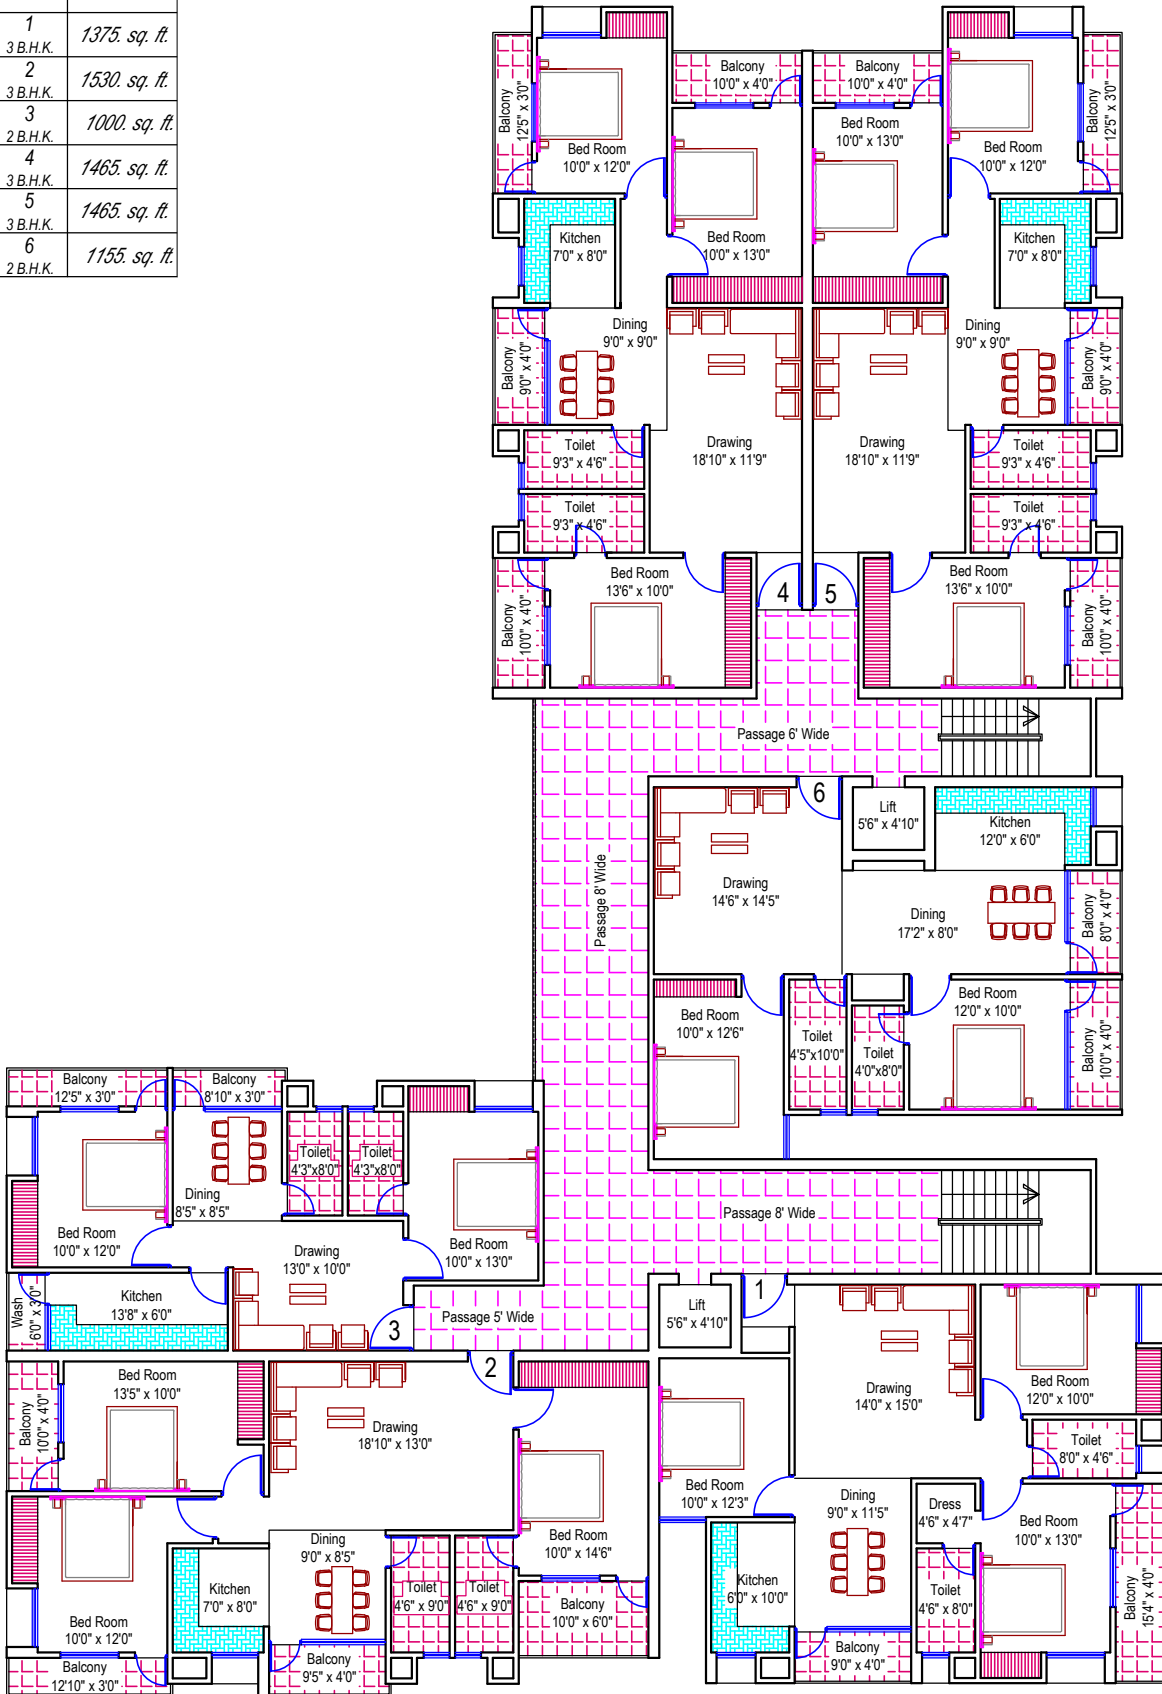 1
3 B.H.K.
1375. sq. ft.
2
3 B.H.K.
1530. sq. ft.
3
2 B.H.K.
1000. sq. ft.
4
3 B.H.K.
1465. sq. ft.
5
3 B.H.K.
1465. sq. ft.
6
2 B.H.K.
1155. sq. ft.
Balcony
12'5" x 3'0"
Bed Room
10'0" x 12'0"
Balcony
10'0" x 4'0"
Balcony
10'0" x 4'0"
Bed Room
10'0" x 13'0"
Bed Room
10'0" x 12'0"
Balcony
12'5" x 3'0"
Kitchen
7'0" x 8'0"
Bed Room
10'0" x 13'0"
Kitchen
7'0" x 8'0"
Balcony
9'0" x 4'0"
Dining
9'0" x 9'0"
Dining
9'0" x 9'0"
Balcony
9'0" x 4'0"
Toilet
9'3" x 4'6"
Drawing
18'10" x 11'9"
Drawing
18'10" x 11'9"
Toilet
9'3" x 4'6"
Toilet
9'3" x 4'6"
Toilet
9'3" x 4'6"
Balcony
10'0" x 4'0"
Bed Room
13'6" x 10'0"
4
5
Bed Room
13'6" x 10'0"
Balcony
10'0" x 4'0"
Passage 6' Wide
6
Lift
5'6" x 4'10"
Kitchen
12'0" x 6'0"
Passage 8' Wide
Drawing
14'6" x 14'5"
Dining
17'2" x 8'0"
Balcony
8'0" x 4'0"
Bed Room
10'0" x 12'6"
Toilet
4'5"x10'0"
Toilet
4'0"x8'0"
Bed Room
12'0" x 10'0"
Balcony
10'0" x 4'0"
Balcony
12'5" x 3'0"
Balcony
8'10" x 3'0"
Toilet
4'3"x8'0"
Toilet
4'3"x8'0"
Dining
8'5" x 8'5"
Bed Room
10'0" x 12'0"
Drawing
13'0" x 10'0"
Bed Room
10'0" x 13'0"
Passage 8' Wide
Wash
6'0" x 3'0"
Kitchen
13'8" x 6'0"
3
Passage 5' Wide
Lift
5'6" x 4'10"
1
Balcony
10'0" x 4'0"
Bed Room
13'5" x 10'0"
2
Drawing
18'10" x 13'0"
Drawing
14'0" x 15'0"
Bed Room
12'0" x 10'0"
Toilet
8'0" x 4'6"
Bed Room
10'0" x 12'3"
Dining
9'0" x 11'5"
Dress
4'6" x 4'7"
Bed Room
10'0" x 13'0"
Dining
9'0" x 8'5"
Bed Room
10'0" x 14'6"
Kitchen
7'0" x 8'0"
Toilet
4'6" x 9'0"
Toilet
4'6" x 9'0"
Balcony
10'0" x 6'0"
Kitchen
6'0" x 10'0"
Toilet
4'6" x 8'0"
Balcony
15'4" x 4'0"
Bed Room
10'0" x 12'0"
Balcony
12'10" x 3'0"
Balcony
9'5" x 4'0"
Balcony
9'0" x 4'0"